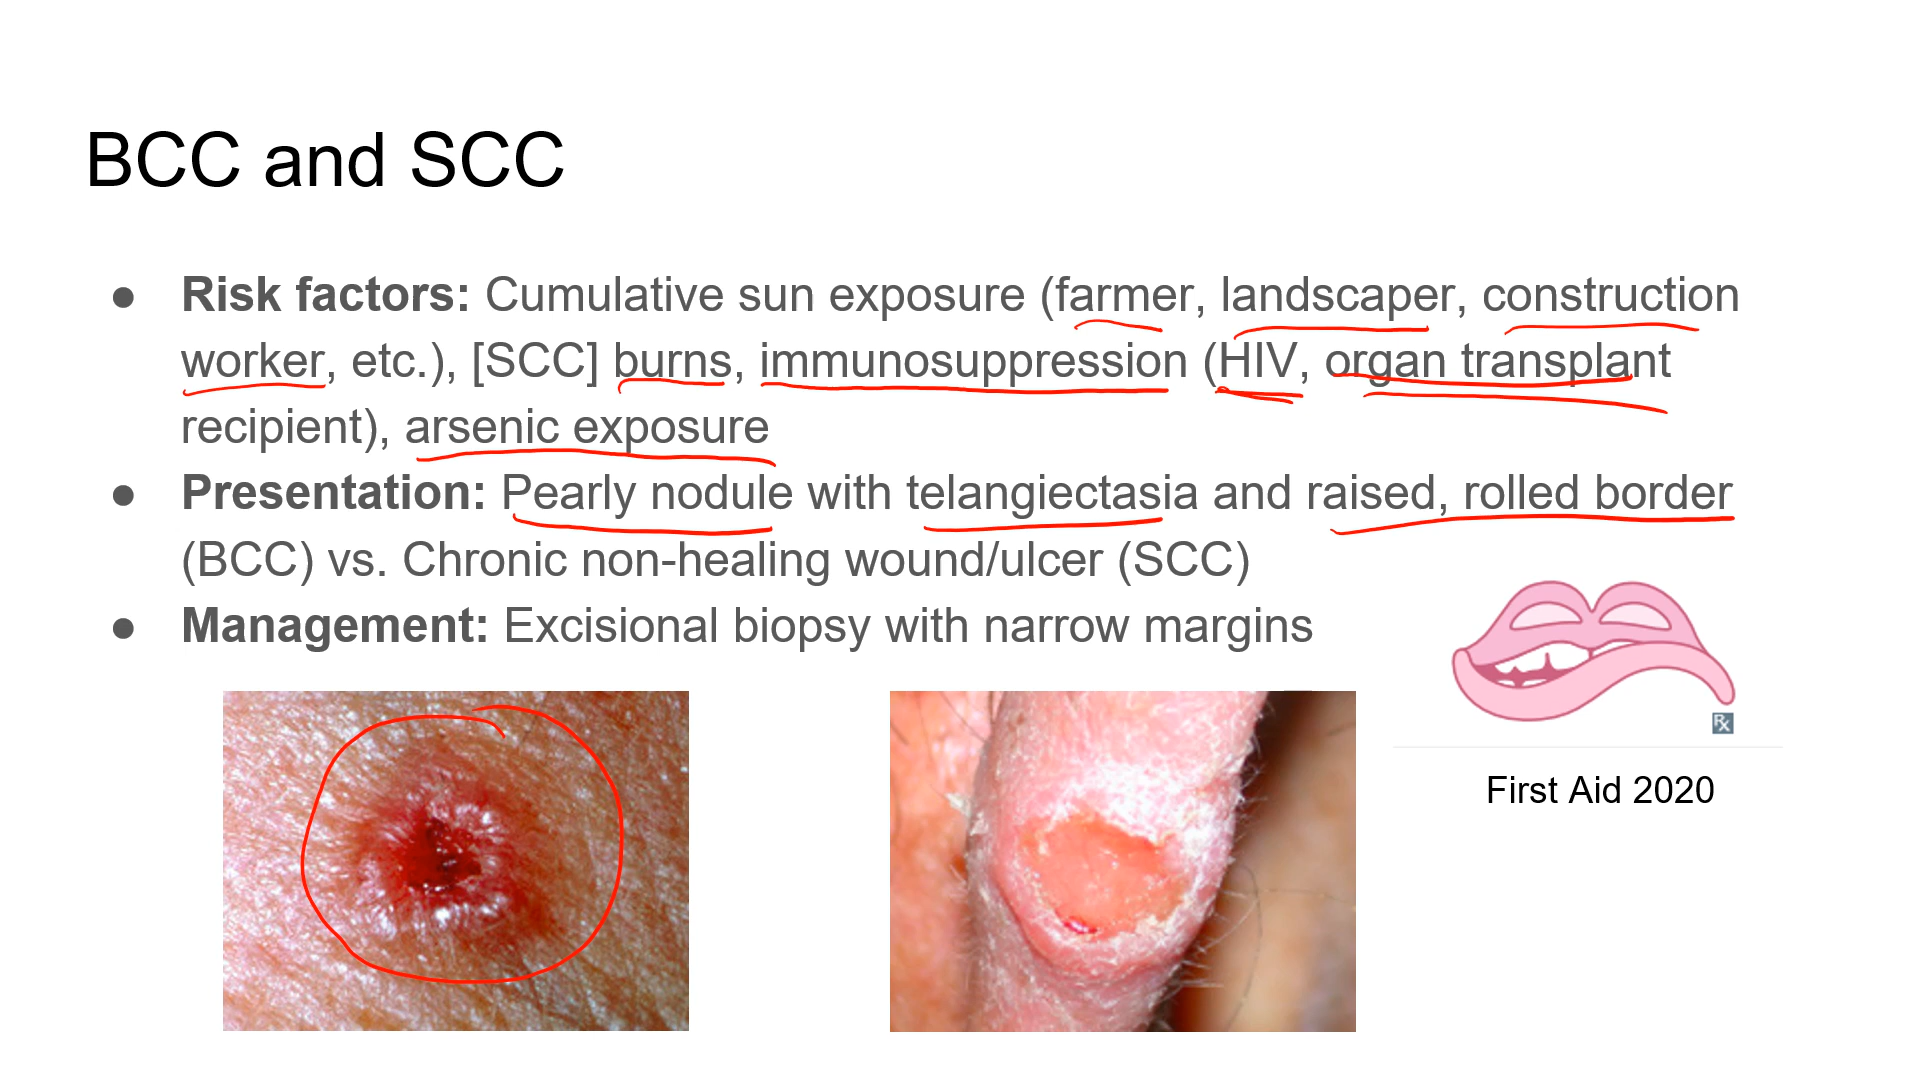 BCC and SCC
● Risk factors: Cumulative sun exposure (farmer, landscaper, construction
worker, etc.), [SCC] burns, immunosuppression (HIV, organ transplant
recipient), arsenic exposure
● Presentation: Pearly nodule with telangiectasia and raised, rolled border
(BCC) vs. Chronic non-healing wound/ulcer (SCC)
● Management: Excisional biopsy with narrow margins
Rx
First Aid 2020